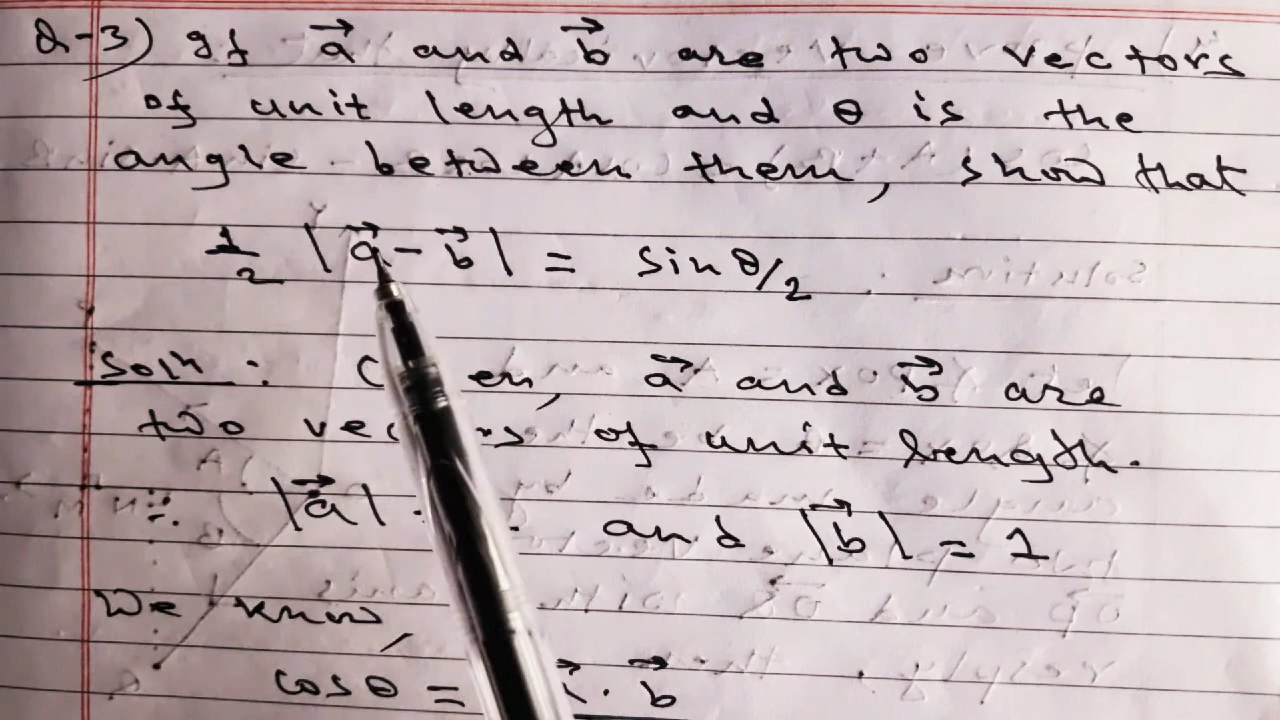 Q-3) If a⃗ and b⃗ are two vectors
of unit length and θ is the
angle between them, show that
1/2 |a⃗ - b⃗| = sin θ/2
Soln: en, a⃗ and b⃗ are
two of unit length.
∴ |a⃗| and |b⃗| = 1
We know,
cos θ = . b⃗